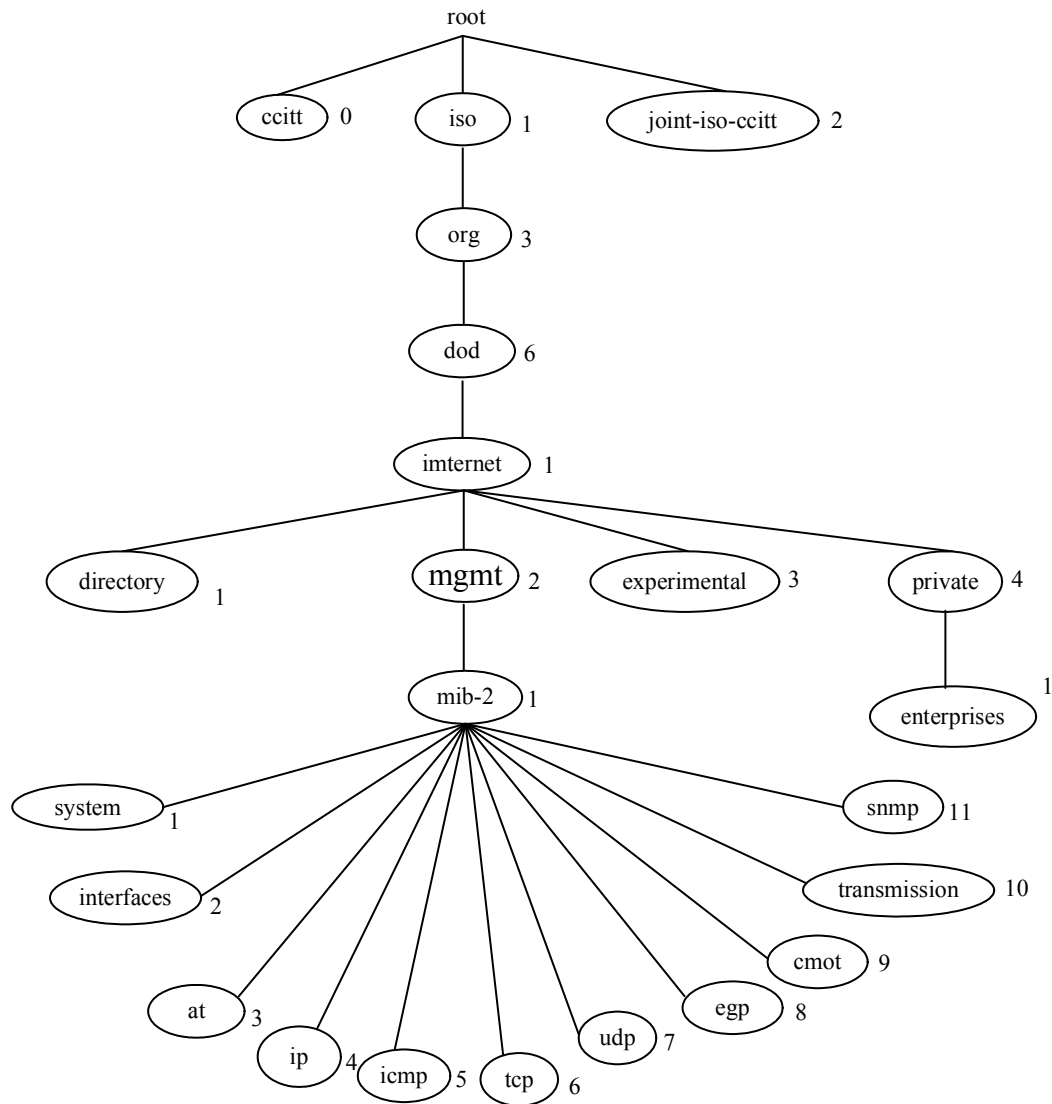 root
ccitt 0
iso 1
joint-iso-ccitt 2
org 3
dod 6
imternet 1
directory 1
mgmt 2
experimental 3
private 4
mib-2 1
enterprises 1
system 1
snmp 11
interfaces 2
transmission 10
cmot 9
at 3
egp 8
ip 4
udp 7
icmp 5
tcp 6